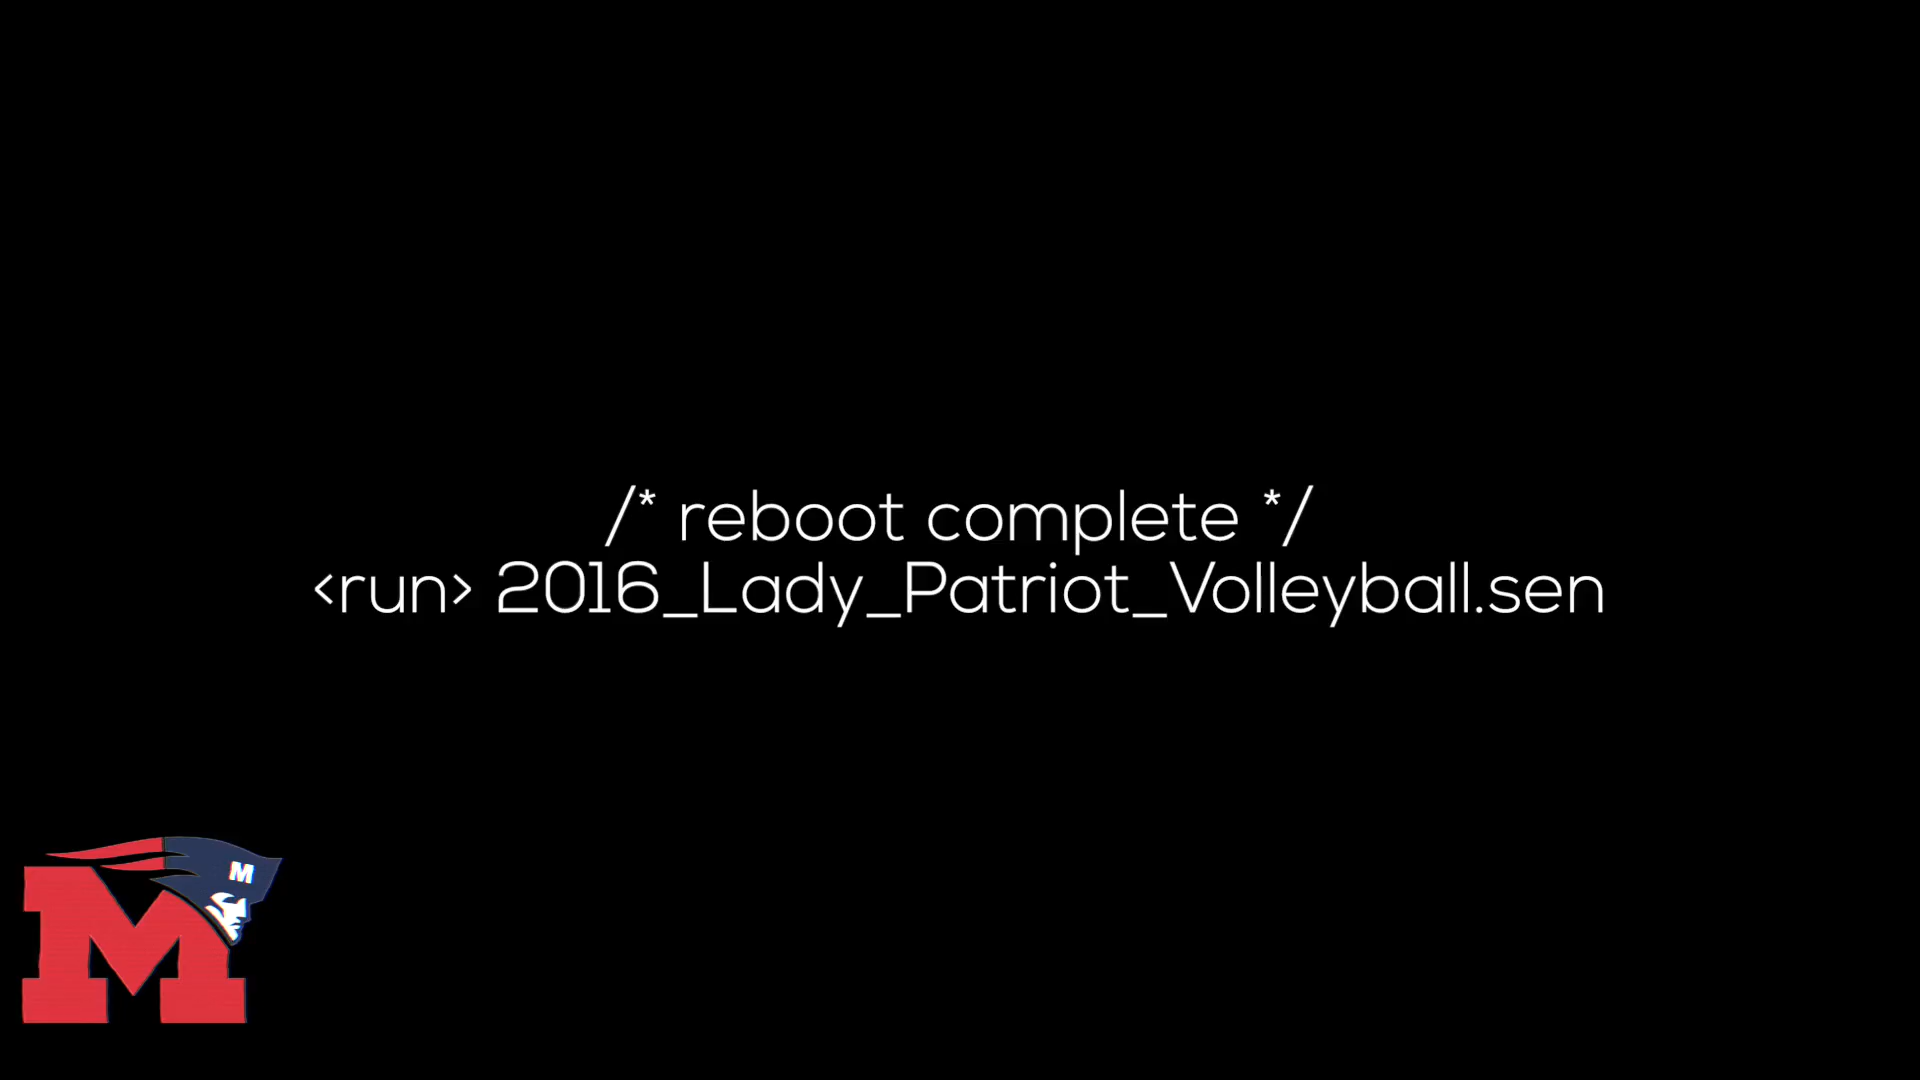 /* reboot complete */
<run> 2016_Lady_Patriot_Volleyball.sen
M
M